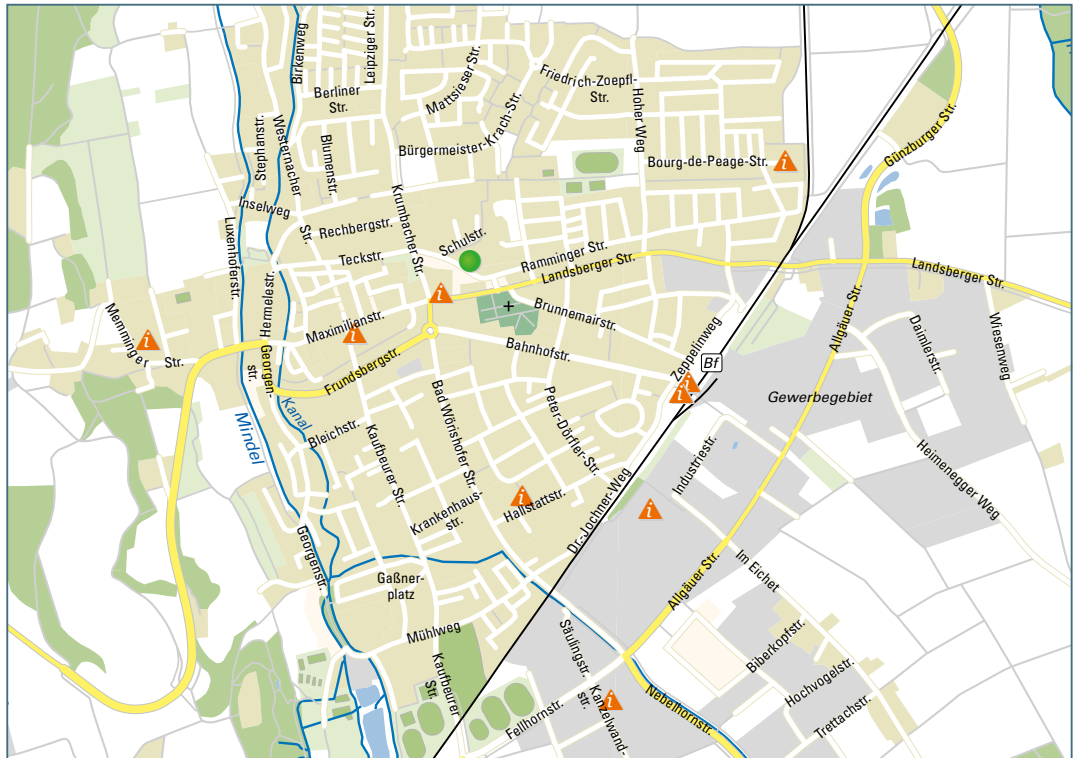 Birkenweg
Leipziger Str.
Berliner
Str.
Mattsieser Str.
Friedrich-Zoepfl-
Str.
Hoher Weg
Günzburger Str.
Stephanstr.
Westernacher
Str.
Blumenstr.
Bürgermeister-Krach-Str.
Bourg-de-Peage-Str.
i
Inselweg
Luxenhoferstr.
Rechbergstr.
Krumbacher Str.
Schulstr.
Teckstr.
Ramminger Str.
Landsberger Str.
Landsberger Str.
i
Hermelestr.
Memminger
Str.
i
Maximilianstr.
i
Brunnemairstr.
Bahnhofstr.
Zeppelinweg
Bf
i
i
Allgäuer Str.
Daimlerstr
Wiesenweg
Georgen-
str.
Frundsbergstr.
Gewerbegebiet
Kanal
Mindel
Bleichstr.
Kaufbeurer Str.
Bad Wörishofer Str.
Peter-Dörfler-Str.
Industriestr.
Heimenegger Weg
Krankenhaus-
str.
i
Hallstattstr.
i
Dr.-Jochner-Weg
Georgenstr.
Gaßner-
platz
Allgäuer Str.
Im Eichet
Mühlweg
Säulingstr.
Biberkopfstr.
Kaufbeurer
Str.
Kanzelwand-
str.
i
Fellhornstr.
Nebelhornstr.
Hochvogelstr.
Trettachstr.